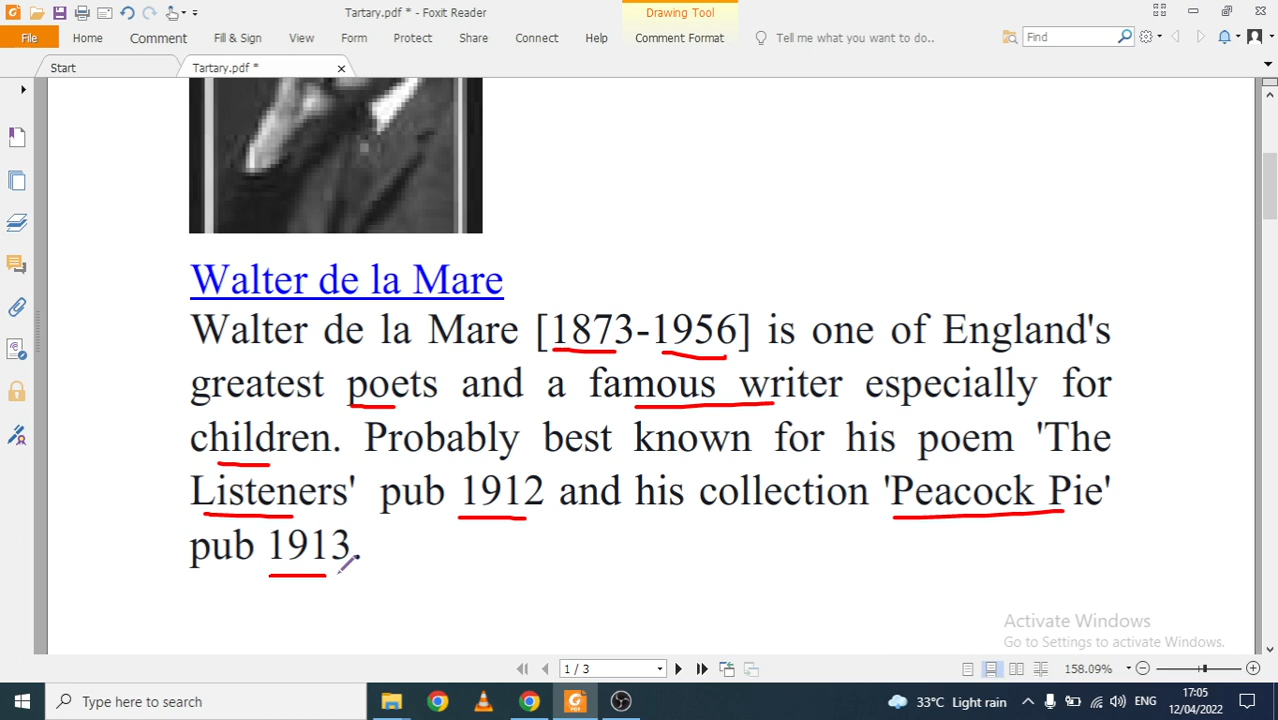 Tartary.pdf * - Foxit Reader
Drawing Tool
File Home Comment Fill & Sign View Form Protect Share Connect Help Comment Format Tell me what you want to do.. Find
Start Tartary.pdf *
Walter de la Mare
Walter de la Mare [1873-1956] is one of England's
greatest poets and a famous writer especially for
children. Probably best known for his poem 'The
Listeners' pub 1912 and his collection 'Peacock Pie'
pub 1913.
Activate Windows
Go to Settings to activate Windows.
1 / 3 158.09%
Type here to search 33°C Light rain ENG 17:05
12/04/2022